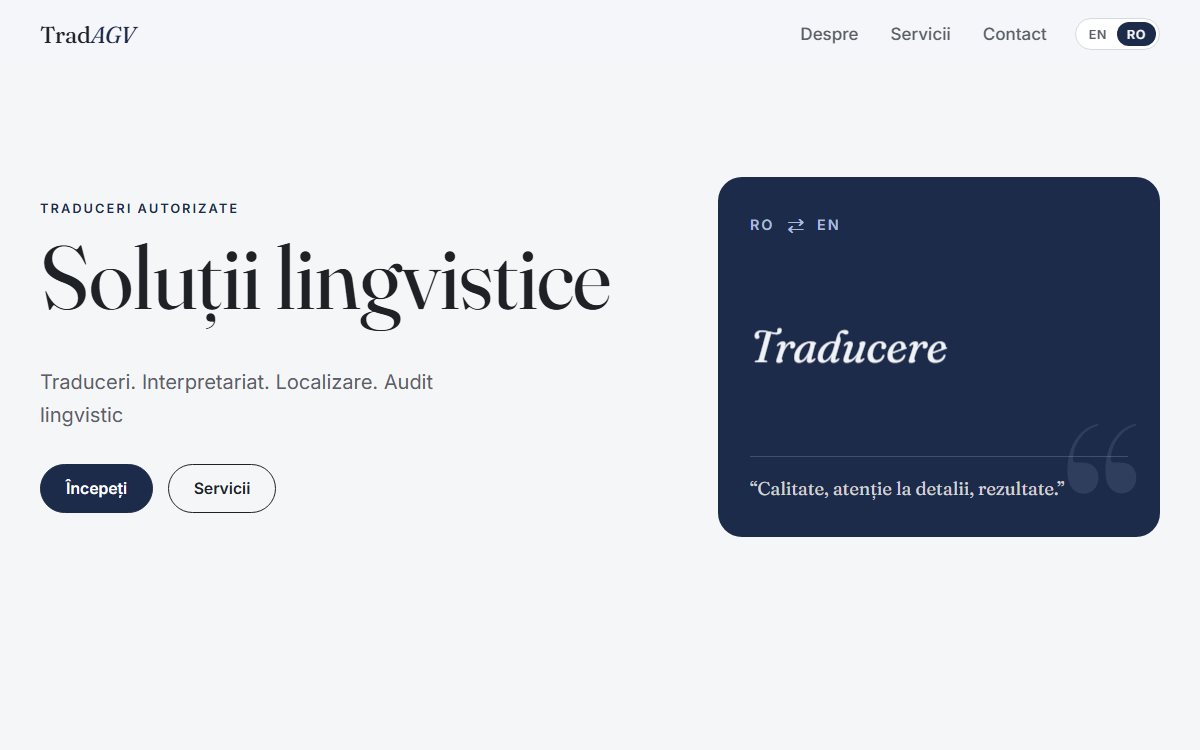 TradAGV
Despre
Servicii
Contact
EN
RO
TRADUCERI AUTORIZATE
Soluții lingvistice
Traduceri. Interpretariat. Localizare. Audit
lingvistic
Începeți
Servicii
RO ⇄ EN
Traducere
“Calitate, atenție la detalii, rezultate.”
“